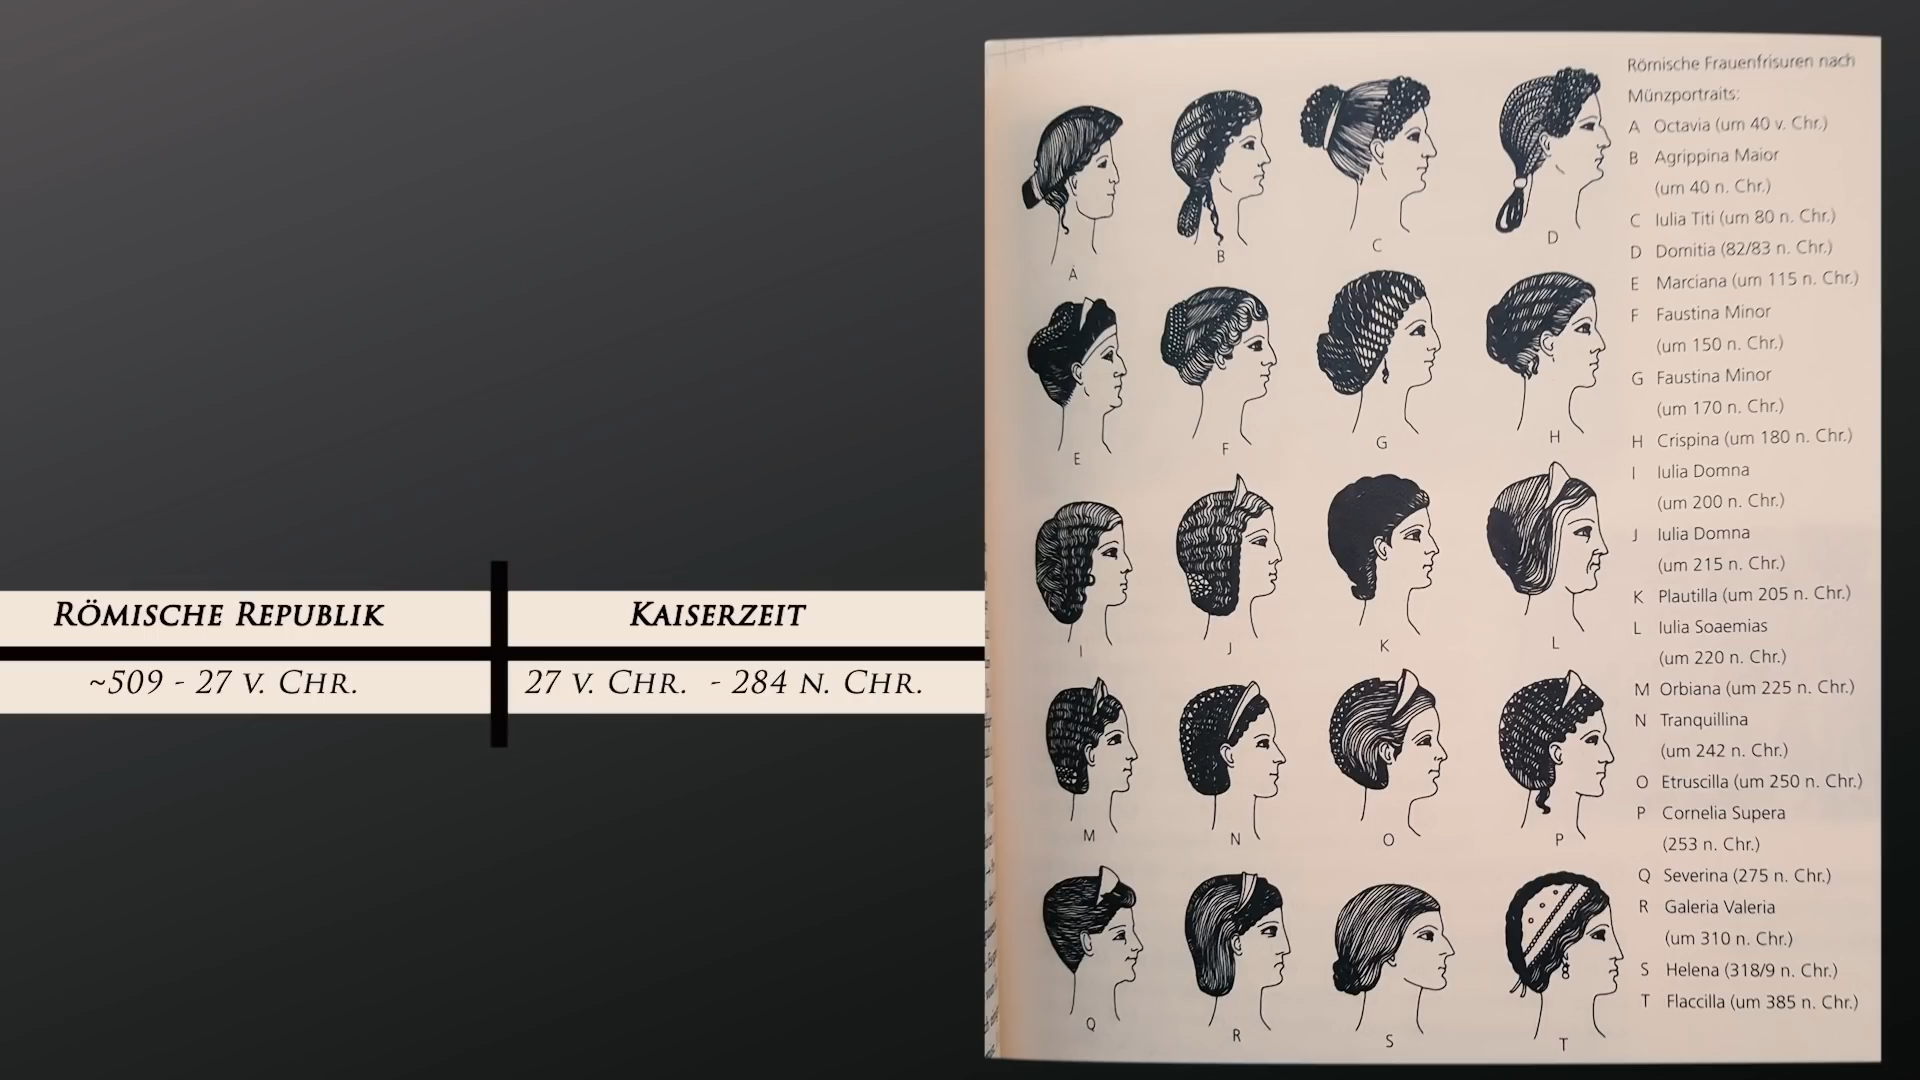 RÖMISCHE REPUBLIK
~509 - 27 V. CHR.
KAISERZEIT
27 V. CHR. - 284 N. CHR.
A
B
C
D
E
F
G
H
I
J
K
L
M
N
O
P
Q
R
S
T
Römische Frauenfrisuren nach
Münzportraits:
A Octavia (um 40 v. Chr.)
B Agrippina Maior
(um 40 n. Chr.)
C Iulia Titi (um 80 n. Chr.)
D Domitia (82/83 n. Chr.)
E Marciana (um 115 n. Chr.)
F Faustina Minor
(um 150 n. Chr.)
G Faustina Minor
(um 170 n. Chr.)
H Crispina (um 180 n. Chr.)
I Iulia Domna
(um 200 n. Chr.)
J Iulia Domna
(um 215 n. Chr.)
K Plautilla (um 205 n. Chr.)
L Iulia Soaemias
(um 220 n. Chr.)
M Orbiana (um 225 n. Chr.)
N Tranquillina
(um 242 n. Chr.)
O Etruscilla (um 250 n. Chr.)
P Cornelia Supera
(253 n. Chr.)
Q Severina (275 n. Chr.)
R Galeria Valeria
(um 310 n. Chr.)
S Helena (318/9 n. Chr.)
T Flaccilla (um 385 n. Chr.)